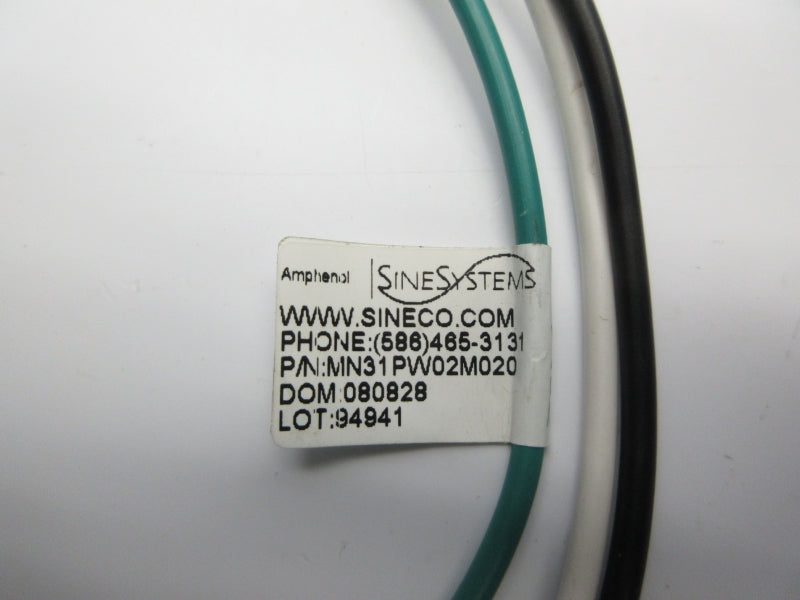 Amphenol | SINESYSTEMS
WWW.SINECO.COM
PHONE:(586)465-3131
P/N:MN31PW02M020
DOM:080828
LOT:94941